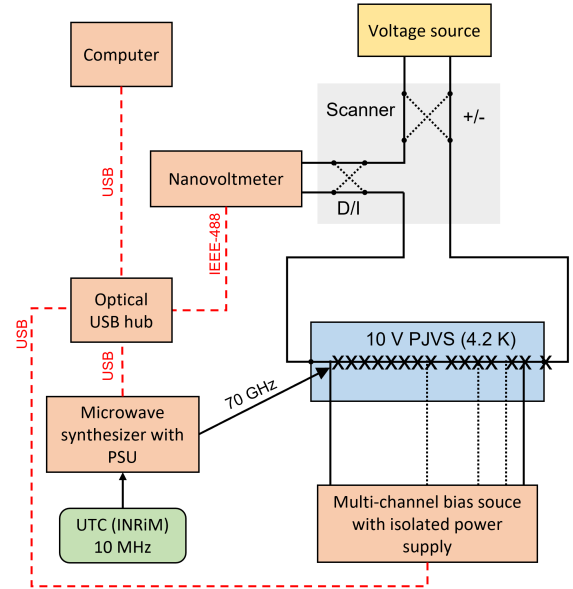 Voltage source
Computer
Scanner
+/-
Nanovoltmeter
D/I
USB
IEEE-488
Optical
USB hub
USB
USB
10 V PJVS (4.2 K)
70 GHz
Microwave
synthesizer with
PSU
UTC (INRiM)
10 MHz
Multi-channel bias souce
with isolated power
supply